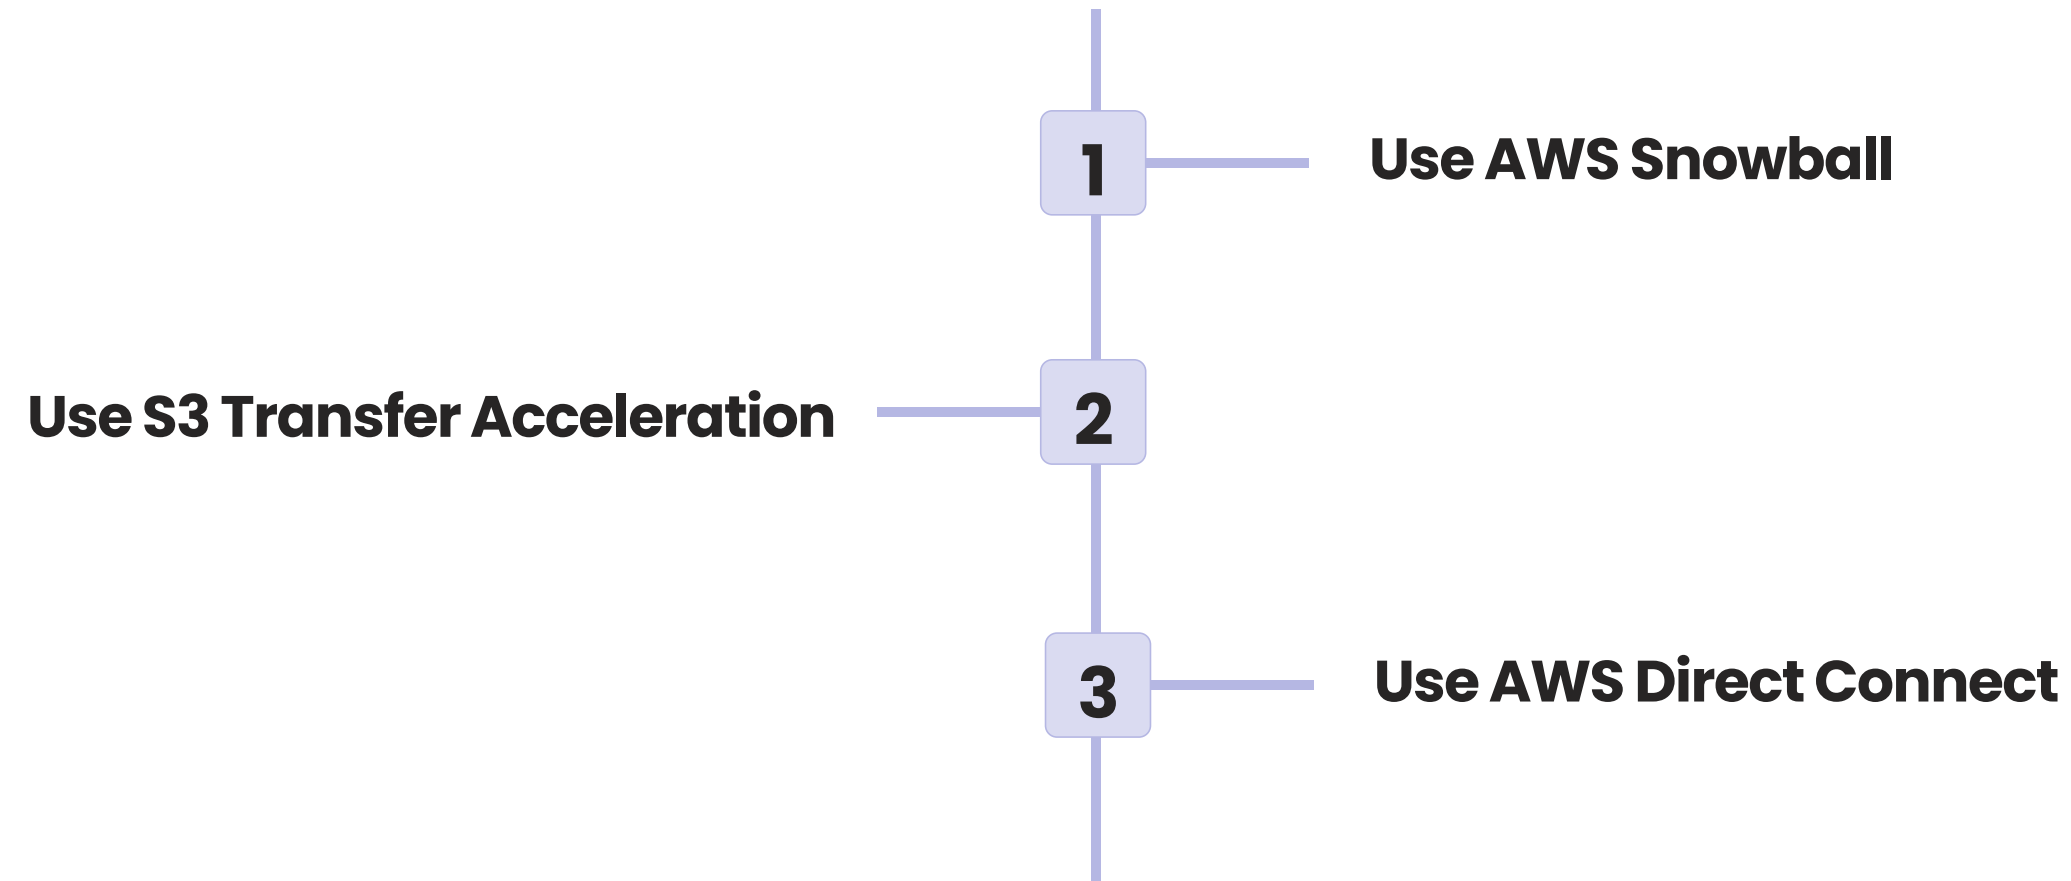 1
Use AWS Snowball
Use S3 Transfer Acceleration
2
3
Use AWS Direct Connect